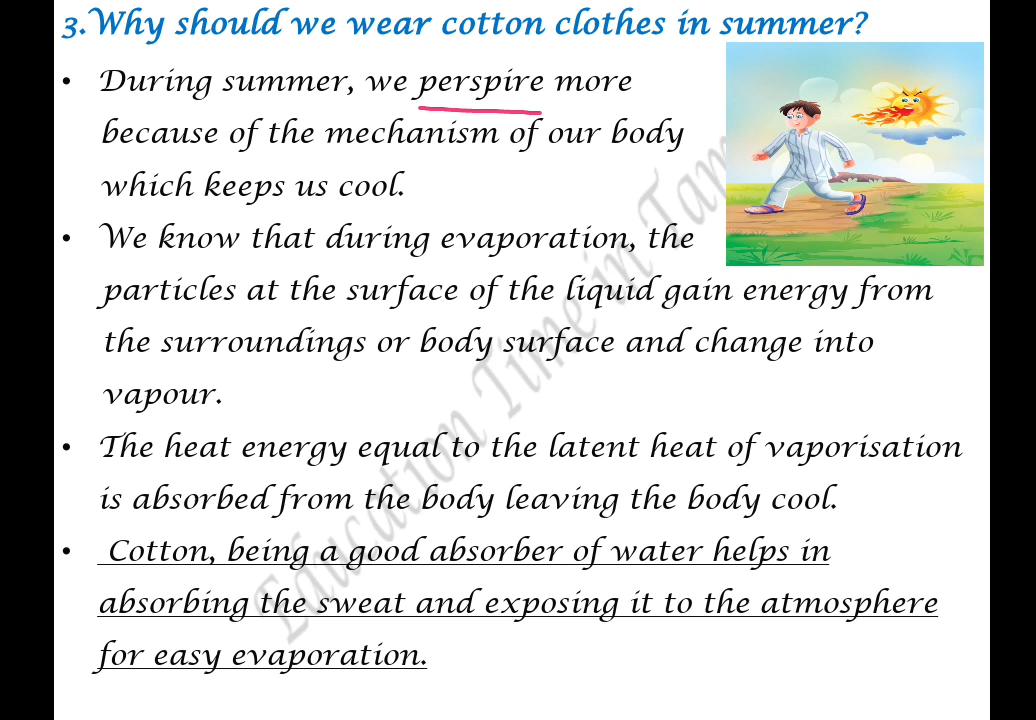 3.Why should we wear cotton clothes in summer?
• During summer, we perspire more
because of the mechanism of our body
which keeps us cool.
• We know that during evaporation, the
particles at the surface of the liquid gain energy from
the surroundings or body surface and change into
vapour.
• The heat energy equal to the latent heat of vaporisation
is absorbed from the body leaving the body cool.
• Cotton, being a good absorber of water helps in
absorbing the sweat and exposing it to the atmosphere
for easy evaporation.
Education Time in Tam